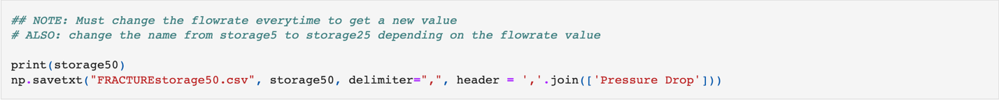 ## NOTE: Must change the flowrate everytime to get a new value
# ALSO: change the name from storage5 to storage25 depending on the flowrate value
print(storage50)
np.savetxt("FRACTUREstorage50.csv", storage50, delimiter=",", header = ','.join(['Pressure Drop']))